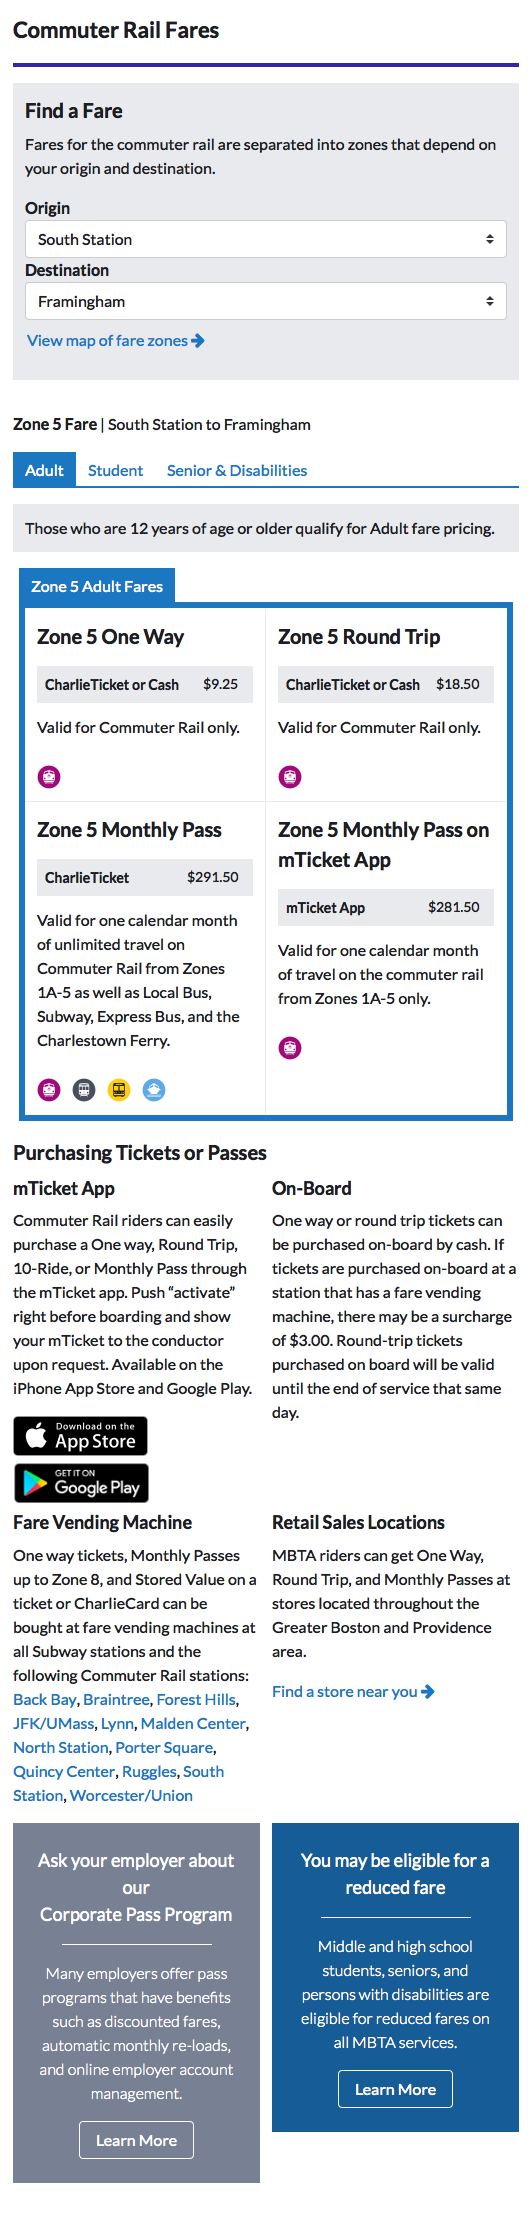 Commuter Rail Fares
Find a Fare
Fares for the commuter rail are separated into zones that depend on
your origin and destination.
Origin
South Station
Destination
Framingham
View map of fare zones
Zone 5 Fare | South Station to Framingham
Adult
Student
Senior & Disabilities
Those who are 12 years of age or older qualify for Adult fare pricing.
Zone 5 Adult Fares
Zone 5 One Way
CharlieTicket or Cash $9.25
Valid for Commuter Rail only.
Zone 5 Round Trip
CharlieTicket or Cash $18.50
Valid for Commuter Rail only.
Zone 5 Monthly Pass
CharlieTicket $291.50
Valid for one calendar month
of unlimited travel on
Commuter Rail from Zones
1A-5 as well as Local Bus,
Subway, Express Bus, and the
Charlestown Ferry.
Zone 5 Monthly Pass on
mTicket App
mTicket App $281.50
Valid for one calendar month
of travel on the commuter rail
from Zones 1A-5 only.
Purchasing Tickets or Passes
mTicket App
Commuter Rail riders can easily
purchase a One way, Round Trip,
10-Ride, or Monthly Pass through
the mTicket app. Push “activate”
right before boarding and show
your mTicket to the conductor
upon request. Available on the
iPhone App Store and Google Play.
Download on the
App Store
GET IT ON
Google Play
On-Board
One way or round trip tickets can
be purchased on-board by cash. If
tickets are purchased on-board at a
station that has a fare vending
machine, there may be a surcharge
of $3.00. Round-trip tickets
purchased on board will be valid
until the end of service that same
day.
Fare Vending Machine
One way tickets, Monthly Passes
up to Zone 8, and Stored Value on a
ticket or CharlieCard can be
bought at fare vending machines at
all Subway stations and the
following Commuter Rail stations:
Back Bay, Braintree, Forest Hills,
JFK/UMass, Lynn, Malden Center,
North Station, Porter Square,
Quincy Center, Ruggles, South
Station, Worcester/Union
Retail Sales Locations
MBTA riders can get One Way,
Round Trip, and Monthly Passes at
stores located throughout the
Greater Boston and Providence
area.
Find a store near you
Ask your employer about
our
Corporate Pass Program
Many employers offer pass
programs that have benefits
such as discounted fares,
automatic monthly re-loads,
and online employer account
management.
Learn More
You may be eligible for a
reduced fare
Middle and high school
students, seniors, and
persons with disabilities are
eligible for reduced fares on
all MBTA services.
Learn More